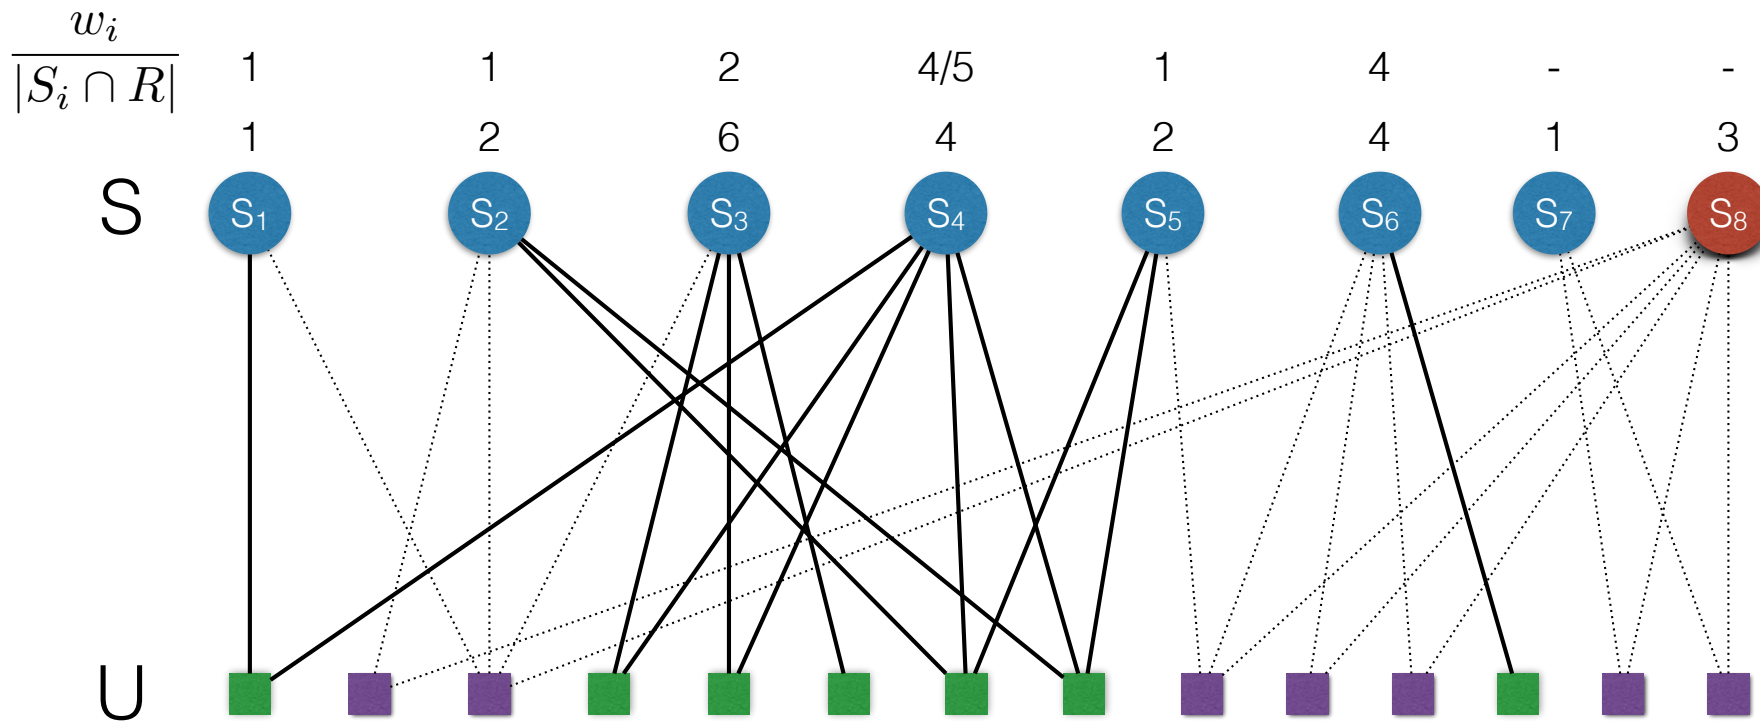 w_i
|S_i ∩ R| 1 1 2 4/5 1 4 - -
1 2 6 4 2 4 1 3
S S₁ S₂ S₃ S₄ S₅ S₆ S₇ S₈
U